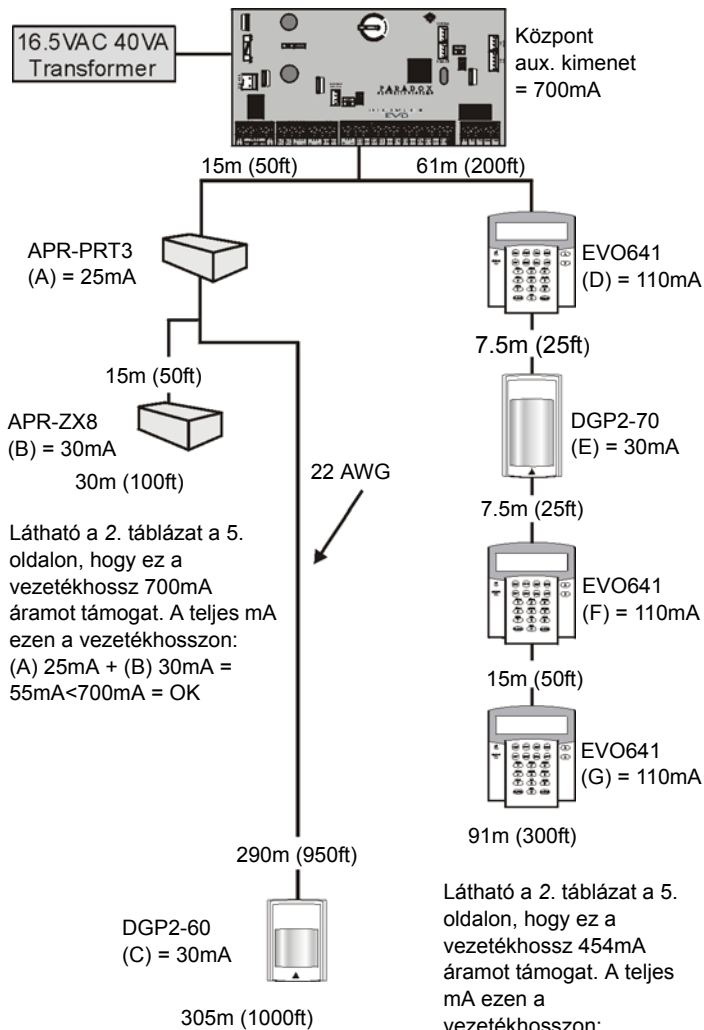 16.5VAC 40VA
Transformer
Központ
aux. kimenet
= 700mA
PARADOX
EVO
15m (50ft)
61m (200ft)
APR-PRT3
(A) = 25mA
EVO641
(D) = 110mA
7.5m (25ft)
15m (50ft)
APR-ZX8
(B) = 30mA
30m (100ft)
DGP2-70
(E) = 30mA
22 AWG
7.5m (25ft)
Látható a 2. táblázat a 5.
oldalon, hogy ez a
vezetékhossz 700mA
áramot támogat. A teljes mA
ezen a vezetékhosszon:
(A) 25mA + (B) 30mA =
55mA<700mA = OK
EVO641
(F) = 110mA
15m (50ft)
EVO641
(G) = 110mA
91m (300ft)
290m (950ft)
DGP2-60
(C) = 30mA
305m (1000ft)
Látható a 2. táblázat a 5.
oldalon, hogy ez a
vezetékhossz 454mA
áramot támogat. A teljes
mA ezen a
vezetékhosszon: